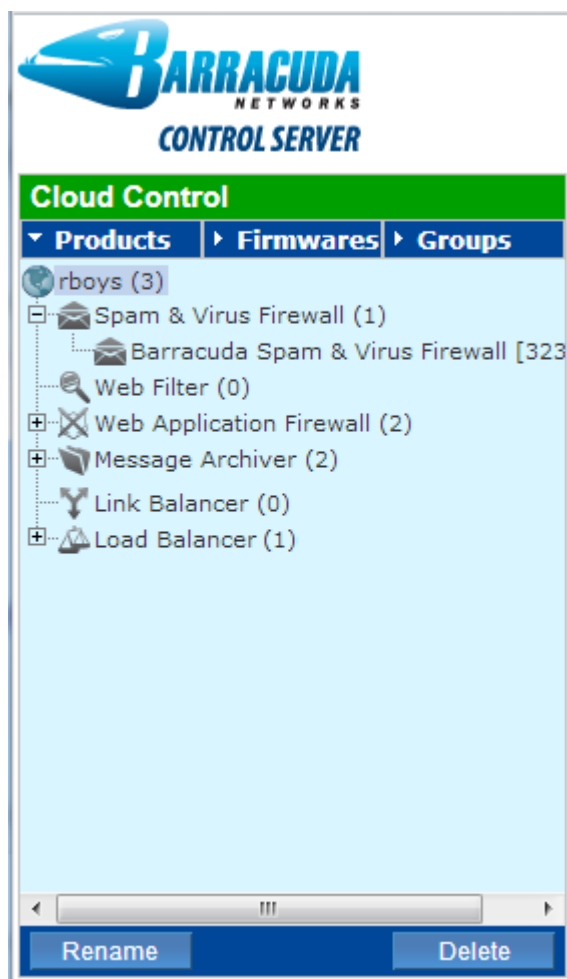 BARRACUDA
NETWORKS
CONTROL SERVER
Cloud Control
Products Firmwares Groups
rboys (3)
Spam & Virus Firewall (1)
Barracuda Spam & Virus Firewall [323
Web Filter (0)
Web Application Firewall (2)
Message Archiver (2)
Link Balancer (0)
Load Balancer (1)
Rename Delete